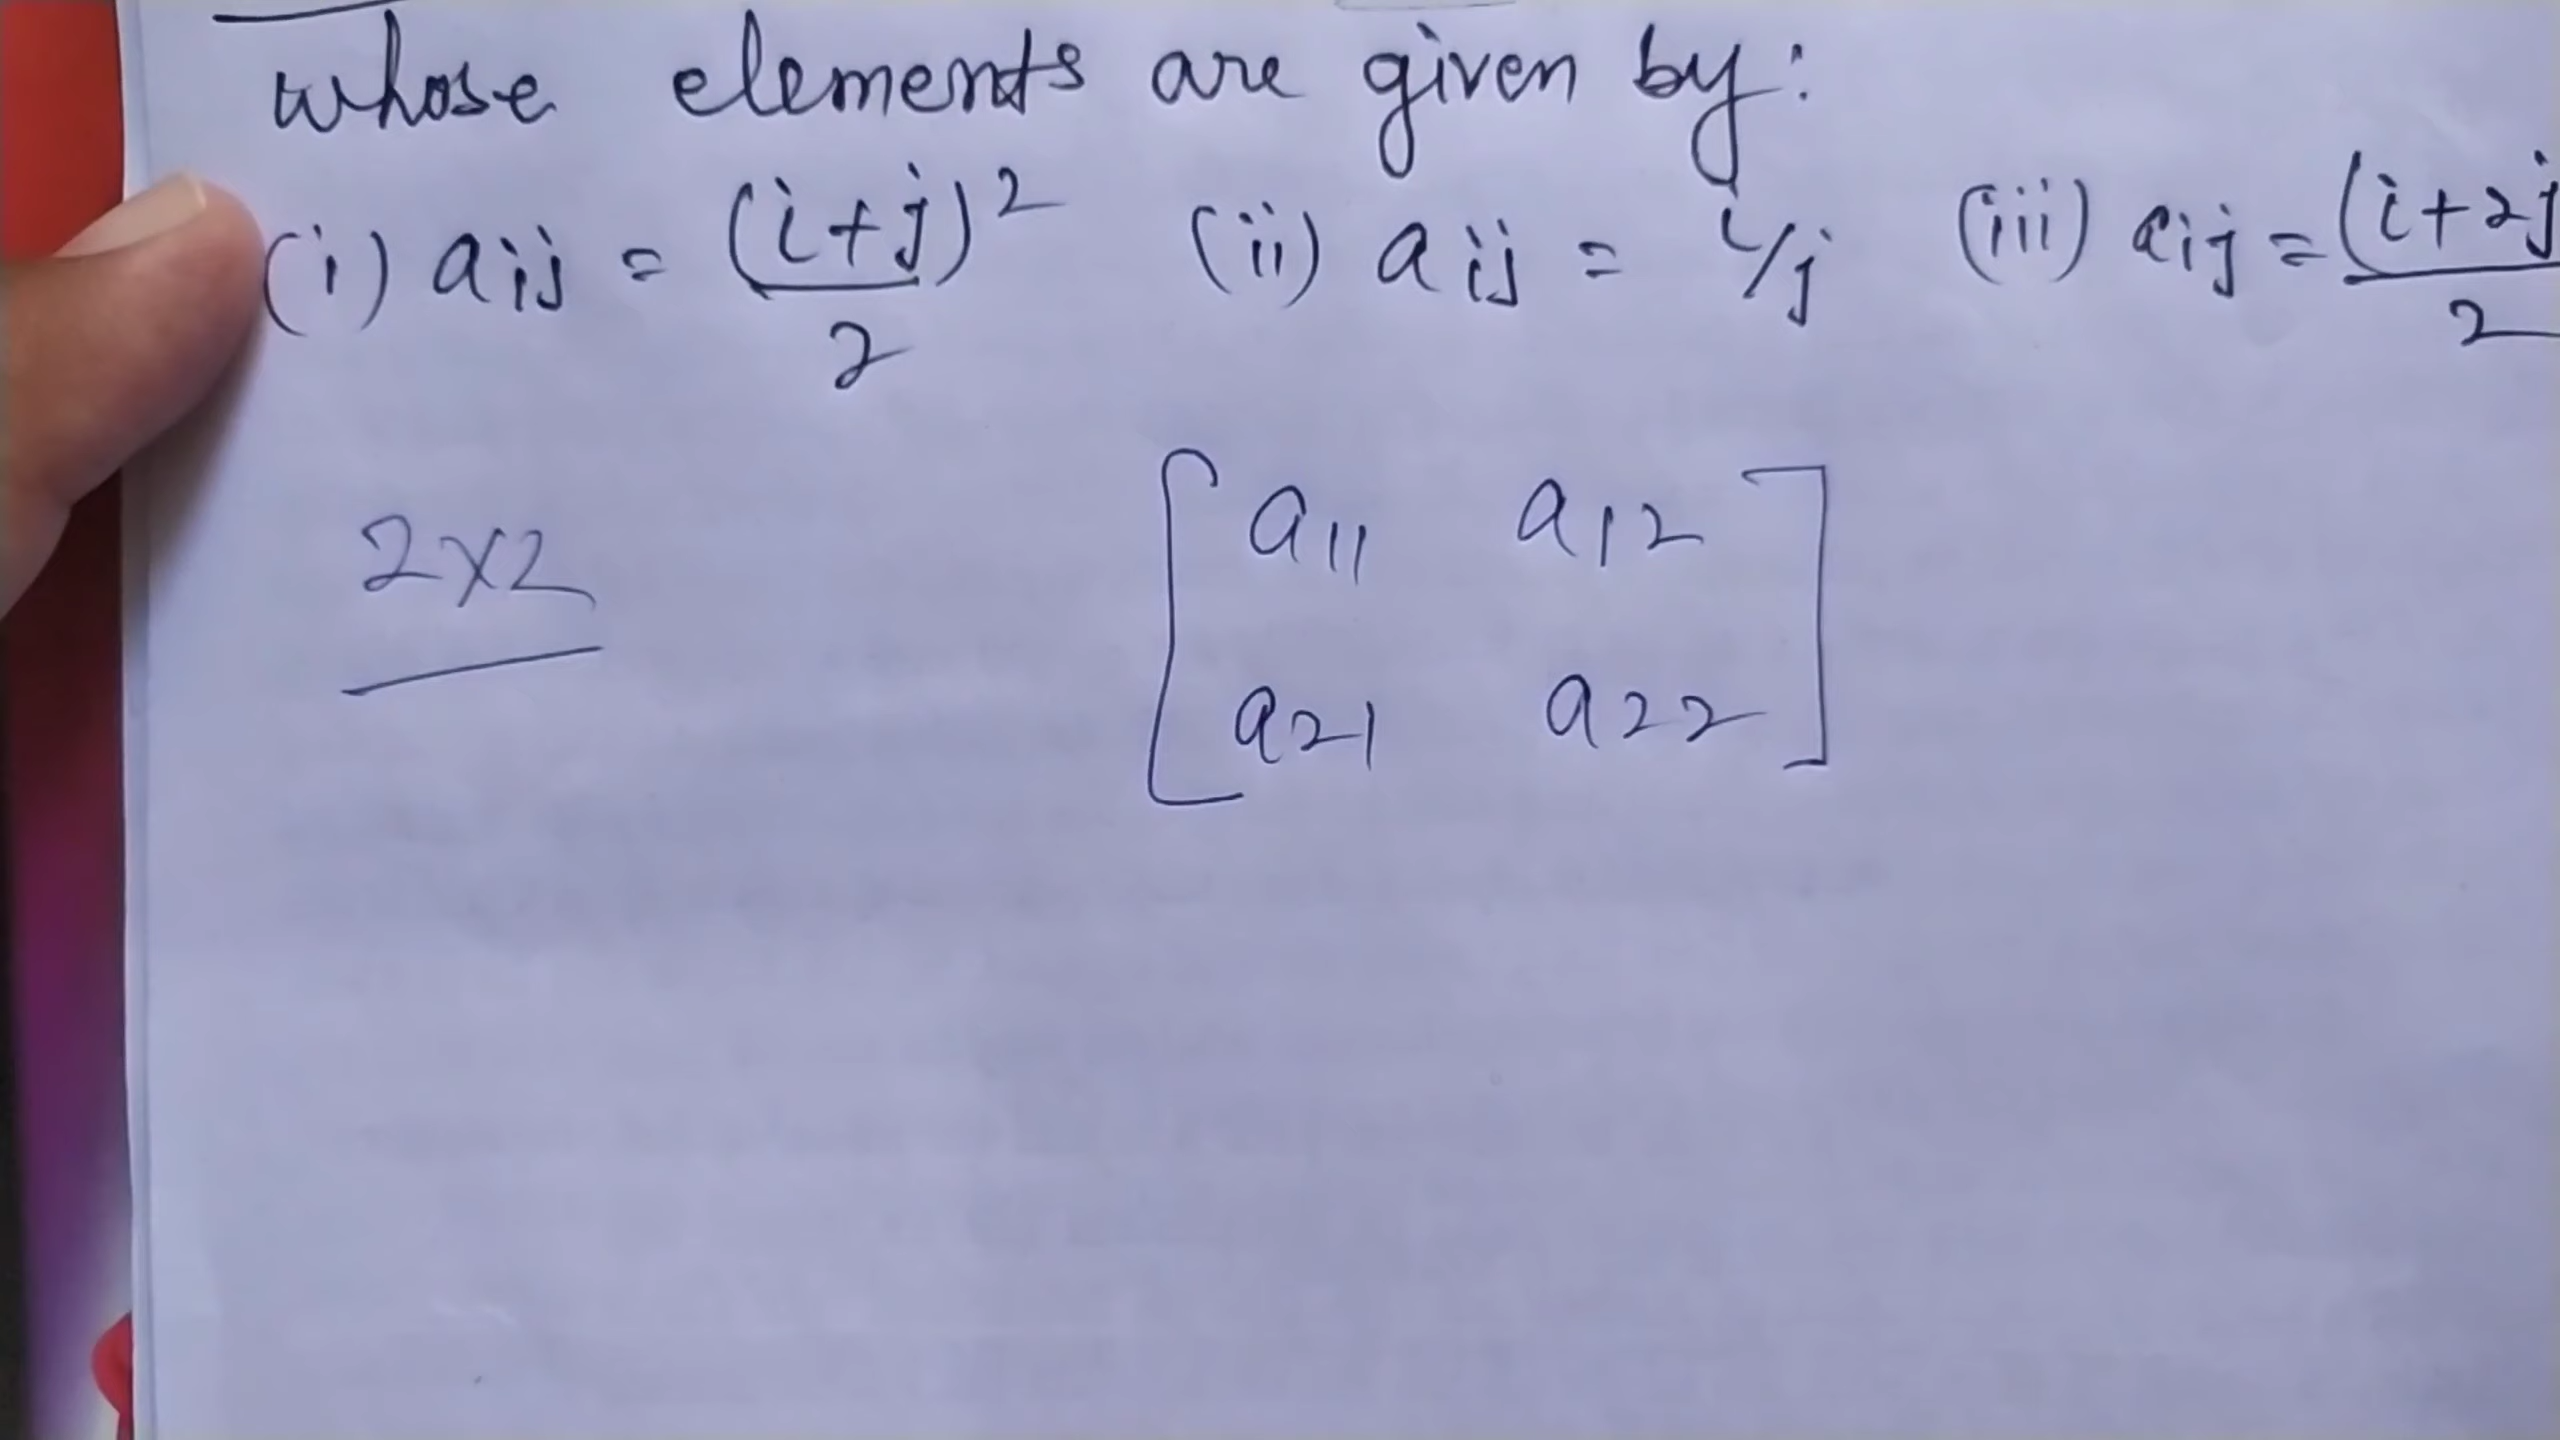 whose elements are given by:
(i) aij = (i+j)²/2 (ii) aij = i/j (iii) aij = (i+2j/2
2x2
[a11 a12
a21 a22]